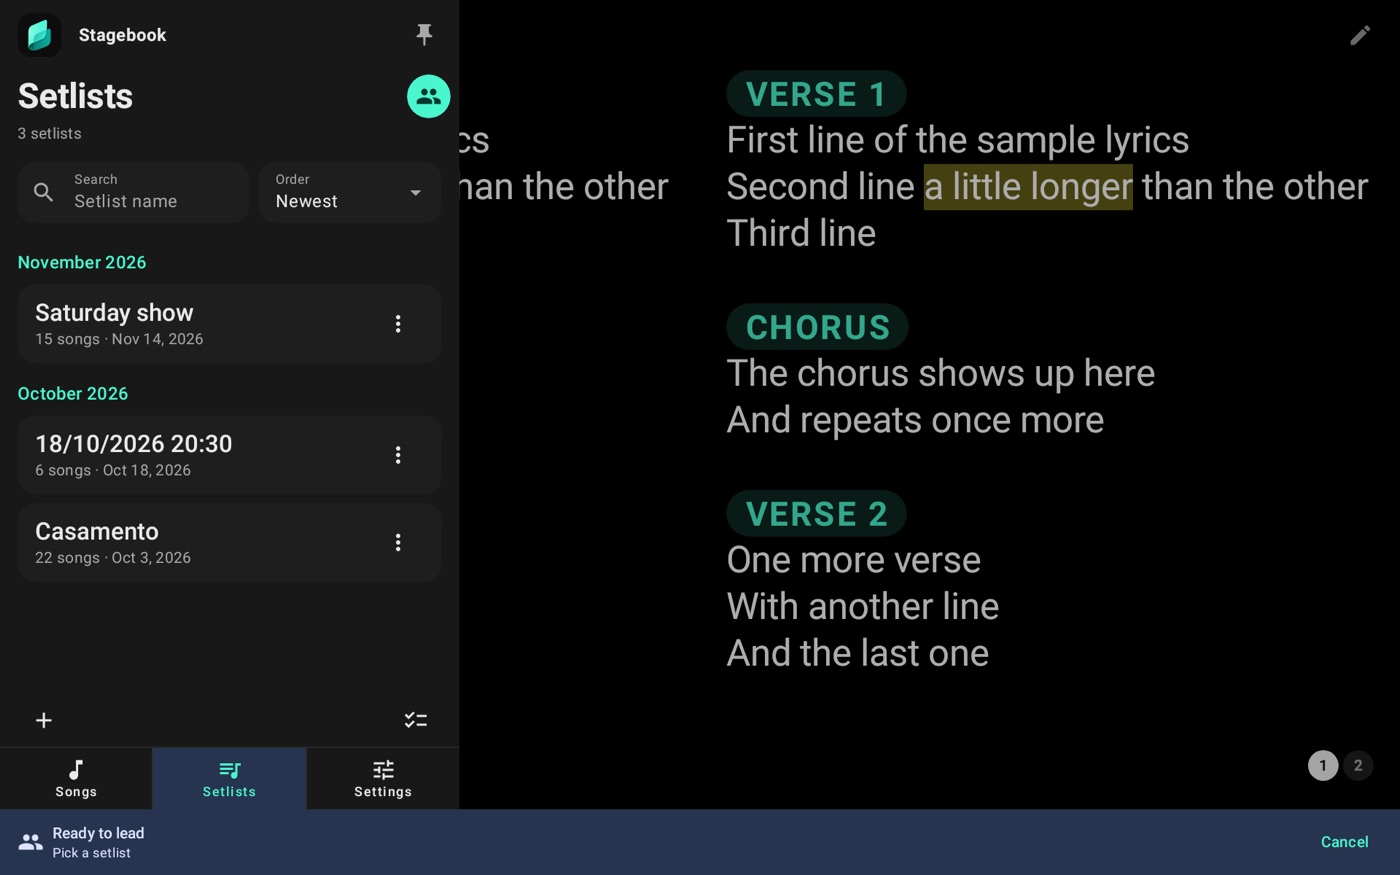 Stagebook
Setlists
3 setlists
Search
Setlist name
Order
Newest
November 2026
Saturday show
15 songs · Nov 14, 2026
October 2026
18/10/2026 20:30
6 songs · Oct 18, 2026
Casamento
22 songs · Oct 3, 2026
Songs
Setlists
Settings
cs
han the other
VERSE 1
First line of the sample lyrics
Second line a little longer than the other
Third line
CHORUS
The chorus shows up here
And repeats once more
VERSE 2
One more verse
With another line
And the last one
1 2
Ready to lead
Pick a setlist
Cancel